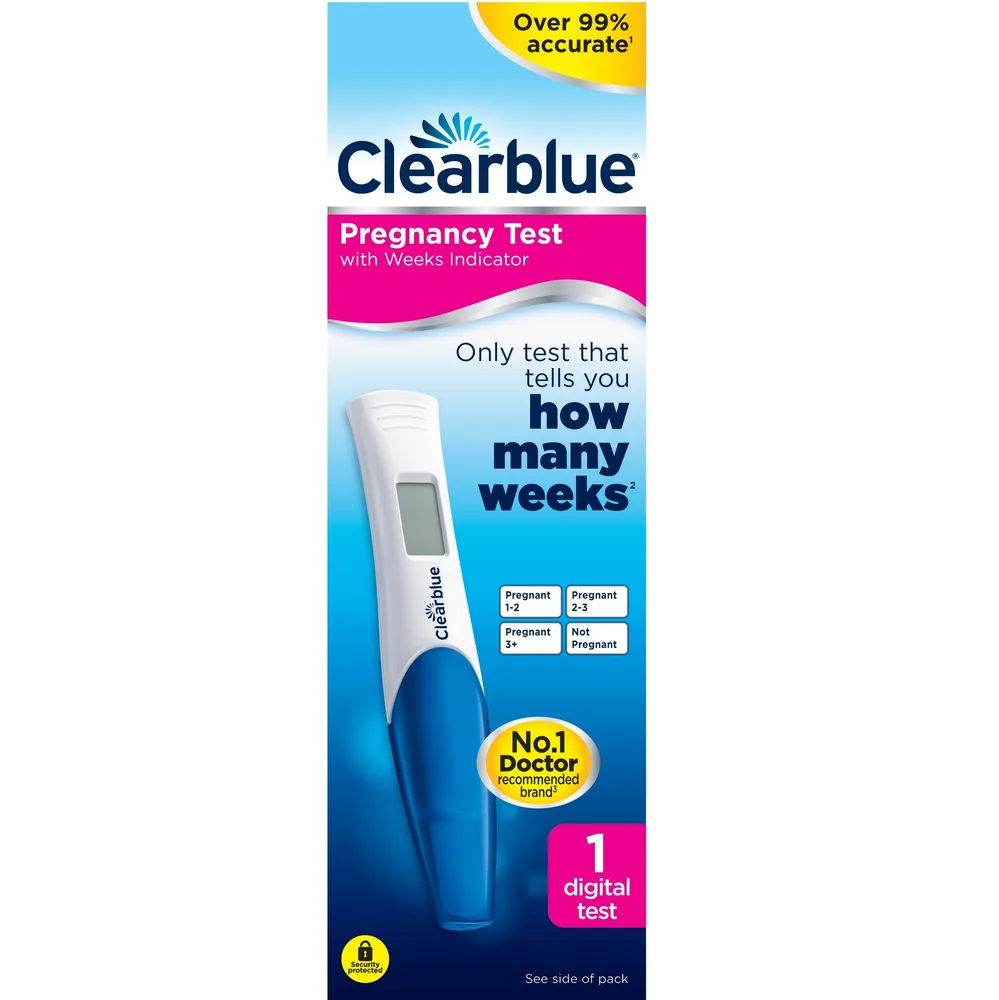 Over 99%
accurate¹
Clearblue®
Pregnancy Test
with Weeks Indicator
Only test that
tells you
how
many
weeks²
Clearblue
Pregnant
1-2
Pregnant
2-3
Pregnant
3+
Not
Pregnant
No.1
Doctor
recommended
brand³
1
digital
test
Security
protected
See side of pack